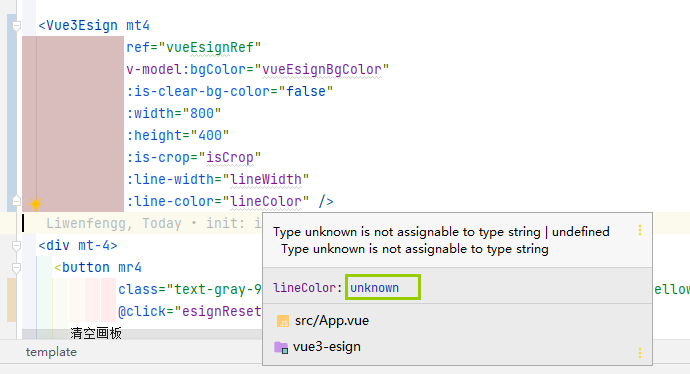 <Vue3Esign mt4
ref="vueEsignRef"
v-model:bgColor="vueEsignBgColor"
:is-clear-bg-color="false"
:width="800"
:height="400"
:is-crop="isCrop"
:line-width="lineWidth"
:line-color="lineColor" />
Liwenfengg, Today • init: i
Type unknown is not assignable to type string | undefined
Type unknown is not assignable to type string
<div mt-4>
<button mr4
lineColor: unknown
class="text-gray-9
ellow
@click="esignReset
src/App.vue
清空画板
vue3-esign
template